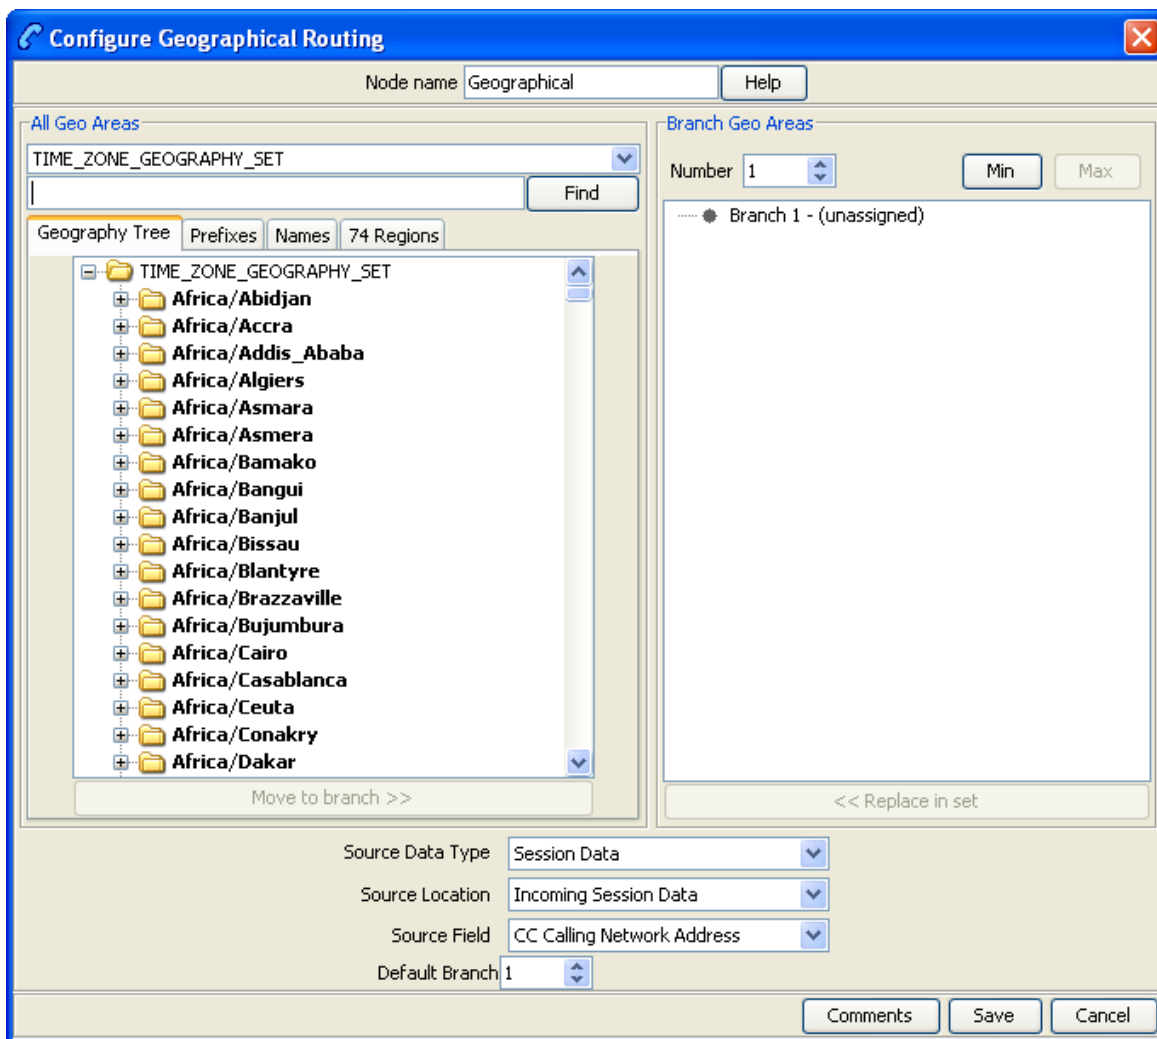 Configure Geographical Routing
Node name Geographical Help
All Geo Areas
TIME_ZONE_GEOGRAPHY_SET
Find
Geography Tree Prefixes Names 74 Regions
TIME_ZONE_GEOGRAPHY_SET
Africa/Abidjan
Africa/Accra
Africa/Addis_Ababa
Africa/Algiers
Africa/Asmara
Africa/Asmera
Africa/Bamako
Africa/Bangui
Africa/Banjul
Africa/Bissau
Africa/Blantyre
Africa/Brazzaville
Africa/Bujumbura
Africa/Cairo
Africa/Casablanca
Africa/Ceuta
Africa/Conakry
Africa/Dakar
Move to branch >>
Branch Geo Areas
Number 1 Min Max
Branch 1 - (unassigned)
<< Replace in set
Source Data Type Session Data
Source Location Incoming Session Data
Source Field CC Calling Network Address
Default Branch 1
Comments Save Cancel